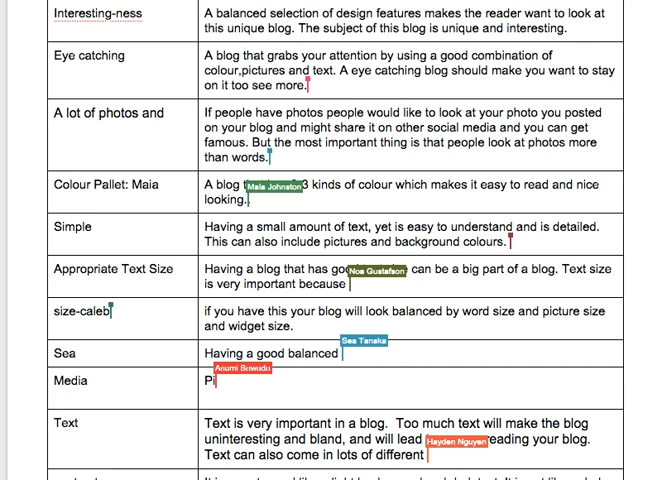 Interesting-ness
A balanced selection of design features makes the reader want to look at
this unique blog. The subject of this blog is unique and interesting.
Eye catching
A blog that grabs your attention by using a good combination of
colour,pictures and text. A eye catching blog should make you want to stay
on it too see more.
A lot of photos and
If people have photos people would like to look at your photo you posted
on your blog and might share it on other social media and you can get
famous. But the most important thing is that people look at photos more
than words.
Colour Pallet: Maia
A blog 3 kinds of colour which makes it easy to read and nice
Maia Johnston
looking.
Simple
Having a small amount of text, yet is easy to understand and is detailed.
This can also include pictures and background colours.
Appropriate Text Size
Having a blog that has can be a big part of a blog. Text size
Noa Gustafson
is very important because
size-caleb
if you have this your blog will look balanced by word size and picture size
and widget size.
Sea Tanaka
Sea
Having a good balanced
Media
Pi
Text
Text is very important in a blog. Too much text will make the blog
uninteresting and bland, and will lead eading your blog.
Hayden Nguyen
Text can also come in lots of different